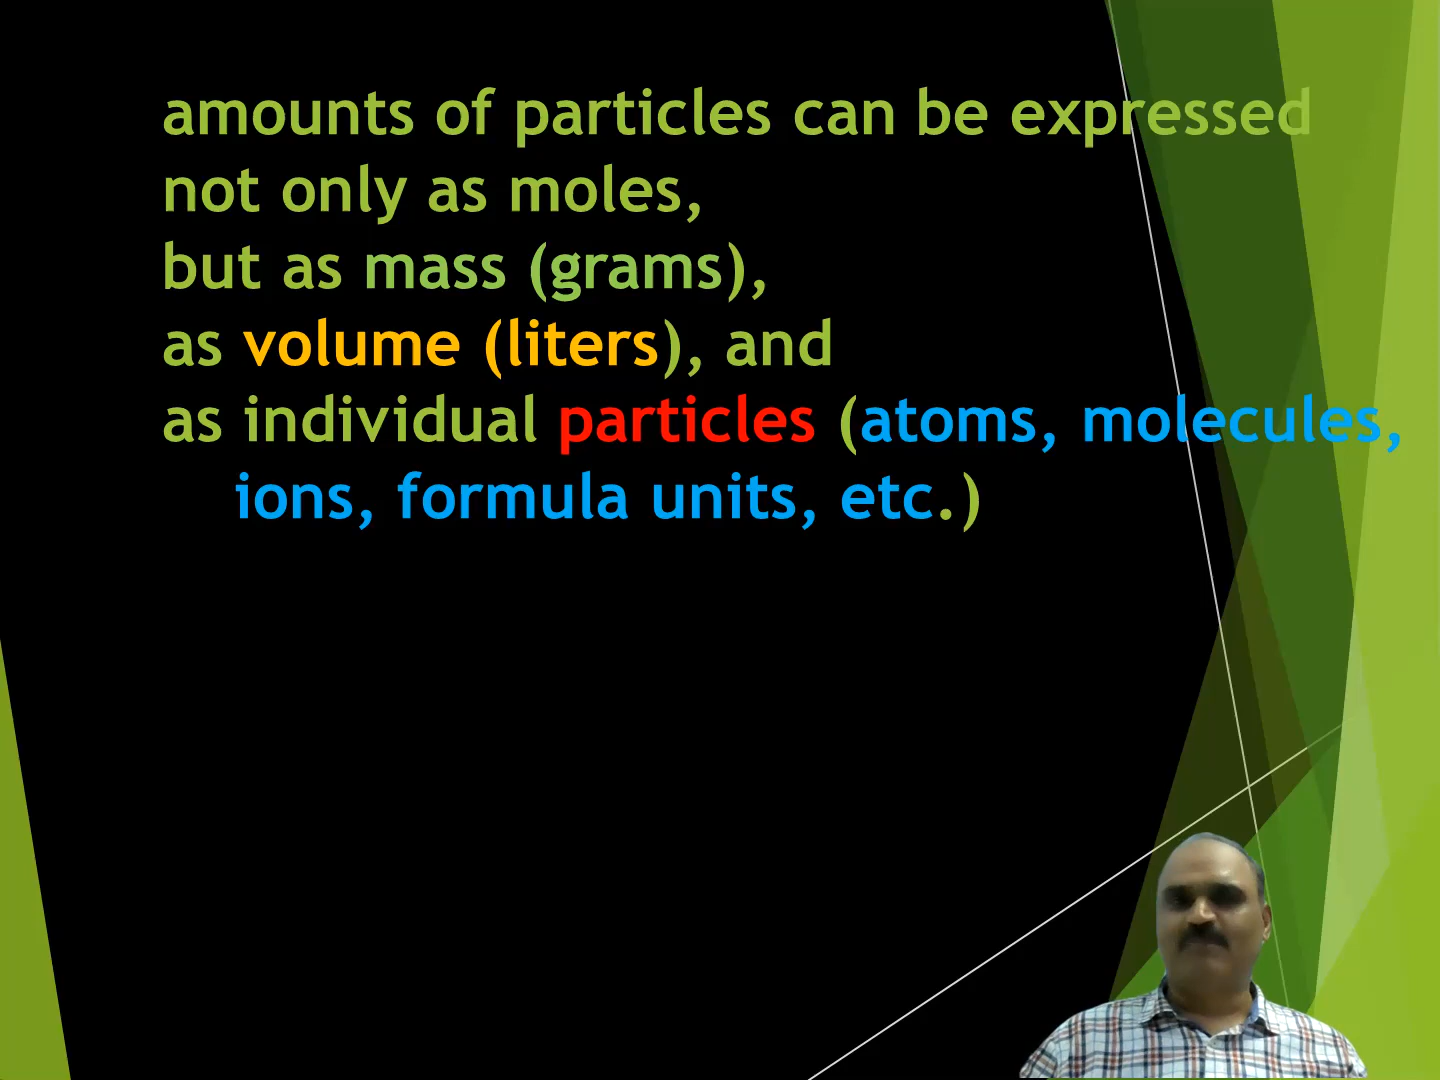 amounts of particles can be expressed
not only as moles,
but as mass (grams),
as volume (liters), and
as individual particles (atoms, molecules,
ions, formula units, etc.)